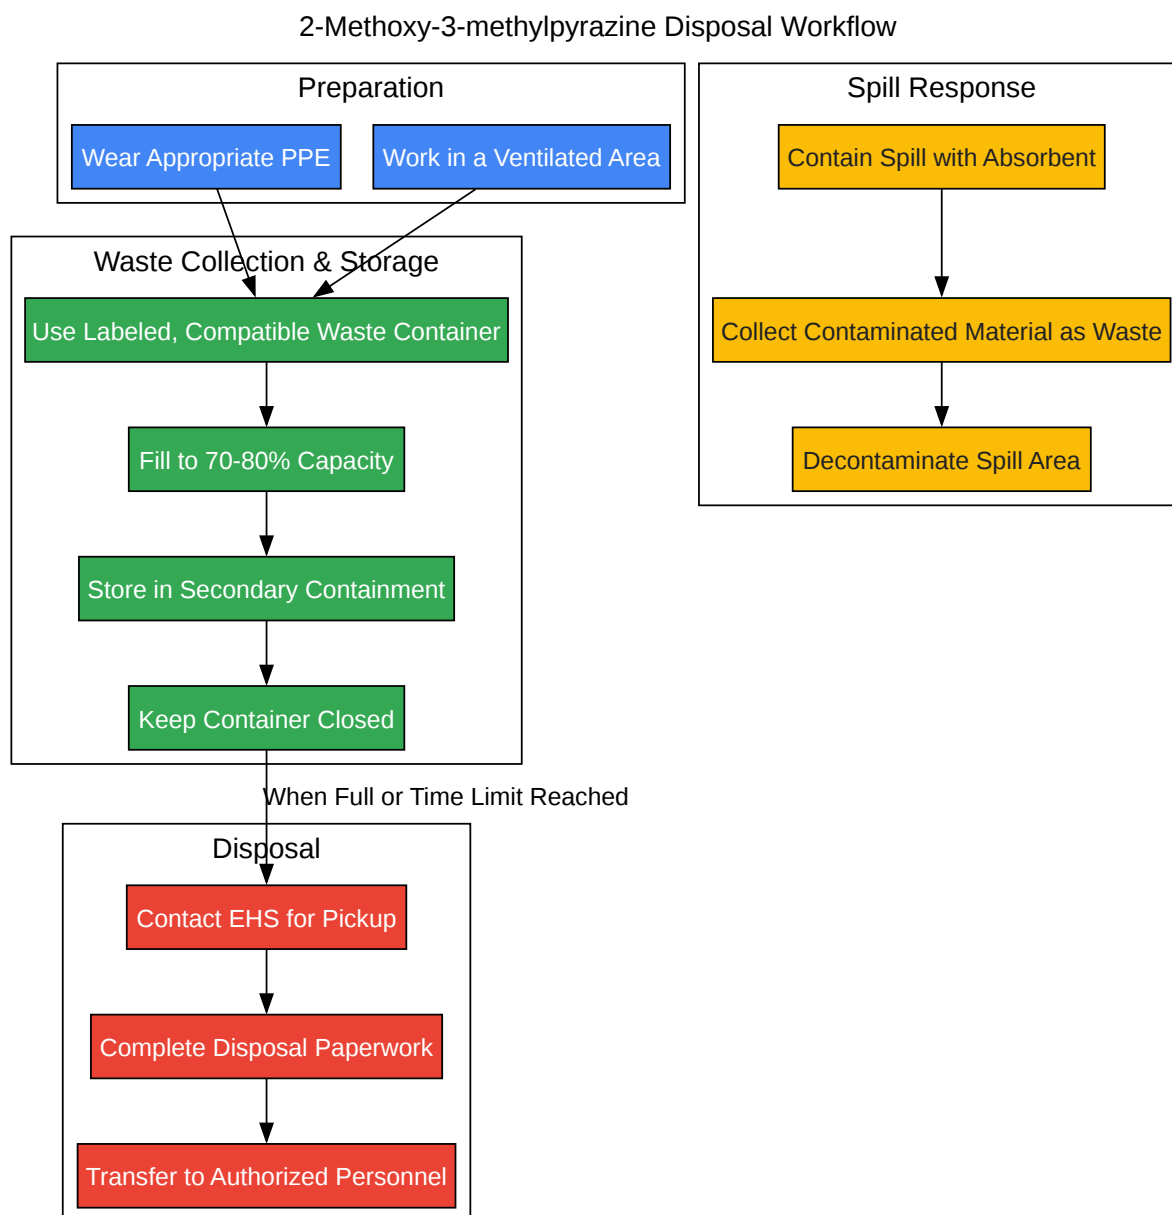 2-Methoxy-3-methylpyrazine Disposal Workflow
Preparation
Wear Appropriate PPE
Work in a Ventilated Area
Waste Collection & Storage
Use Labeled, Compatible Waste Container
Fill to 70-80% Capacity
Store in Secondary Containment
Keep Container Closed
When Full or Time Limit Reached
Disposal
Contact EHS for Pickup
Complete Disposal Paperwork
Transfer to Authorized Personnel
Spill Response
Contain Spill with Absorbent
Collect Contaminated Material as Waste
Decontaminate Spill Area